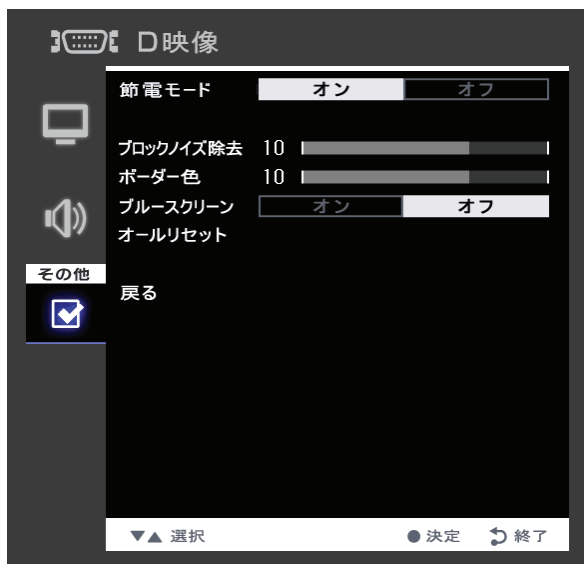 D映像
節電モード オン オフ
ブロックノイズ除去 10
ボーダー色 10
ブルースクリーン オン オフ
オールリセット
その他
戻る
▼▲ 選択 ●決定 終了